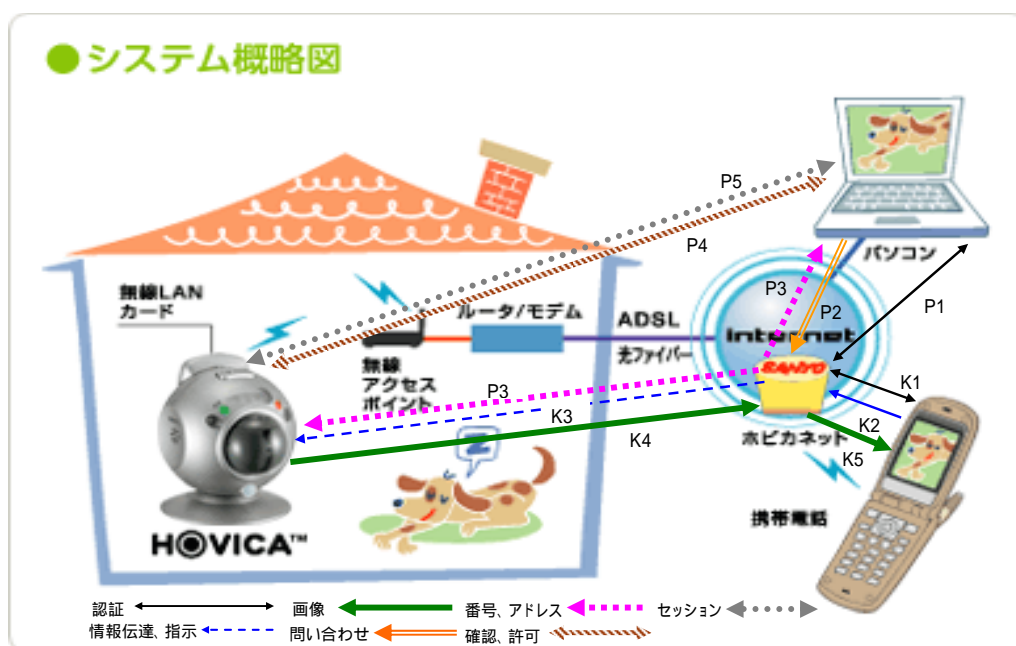 ●システム概略図
P5
P4
パソコン
無線LAN
カード
ルータ/モデム
ADSL
光ファイバー
無線
アクセス
ポイント
P3
P2
P1
internet
SANYO
P3
K1
K3
K2
K4
ホビカネット
K5
Z
携帯電話
HOVICA™
認証
画像
番号、アドレス
セッション
情報伝達、指示
問い合わせ
確認、許可